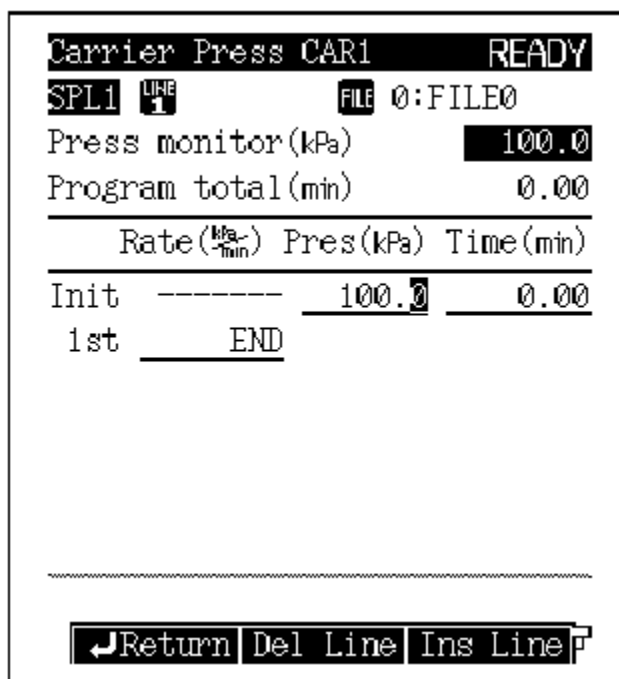 Carrier Press CAR1 READY
SPL1 LINE 1 FILE 0:FILE0
Press monitor(kPa) 100.0
Program total(min) 0.00
Rate(kPa/min) Pres(kPa) Time(min)
Init ------- 100.0 0.00
1st END
↲Return Del Line Ins Line